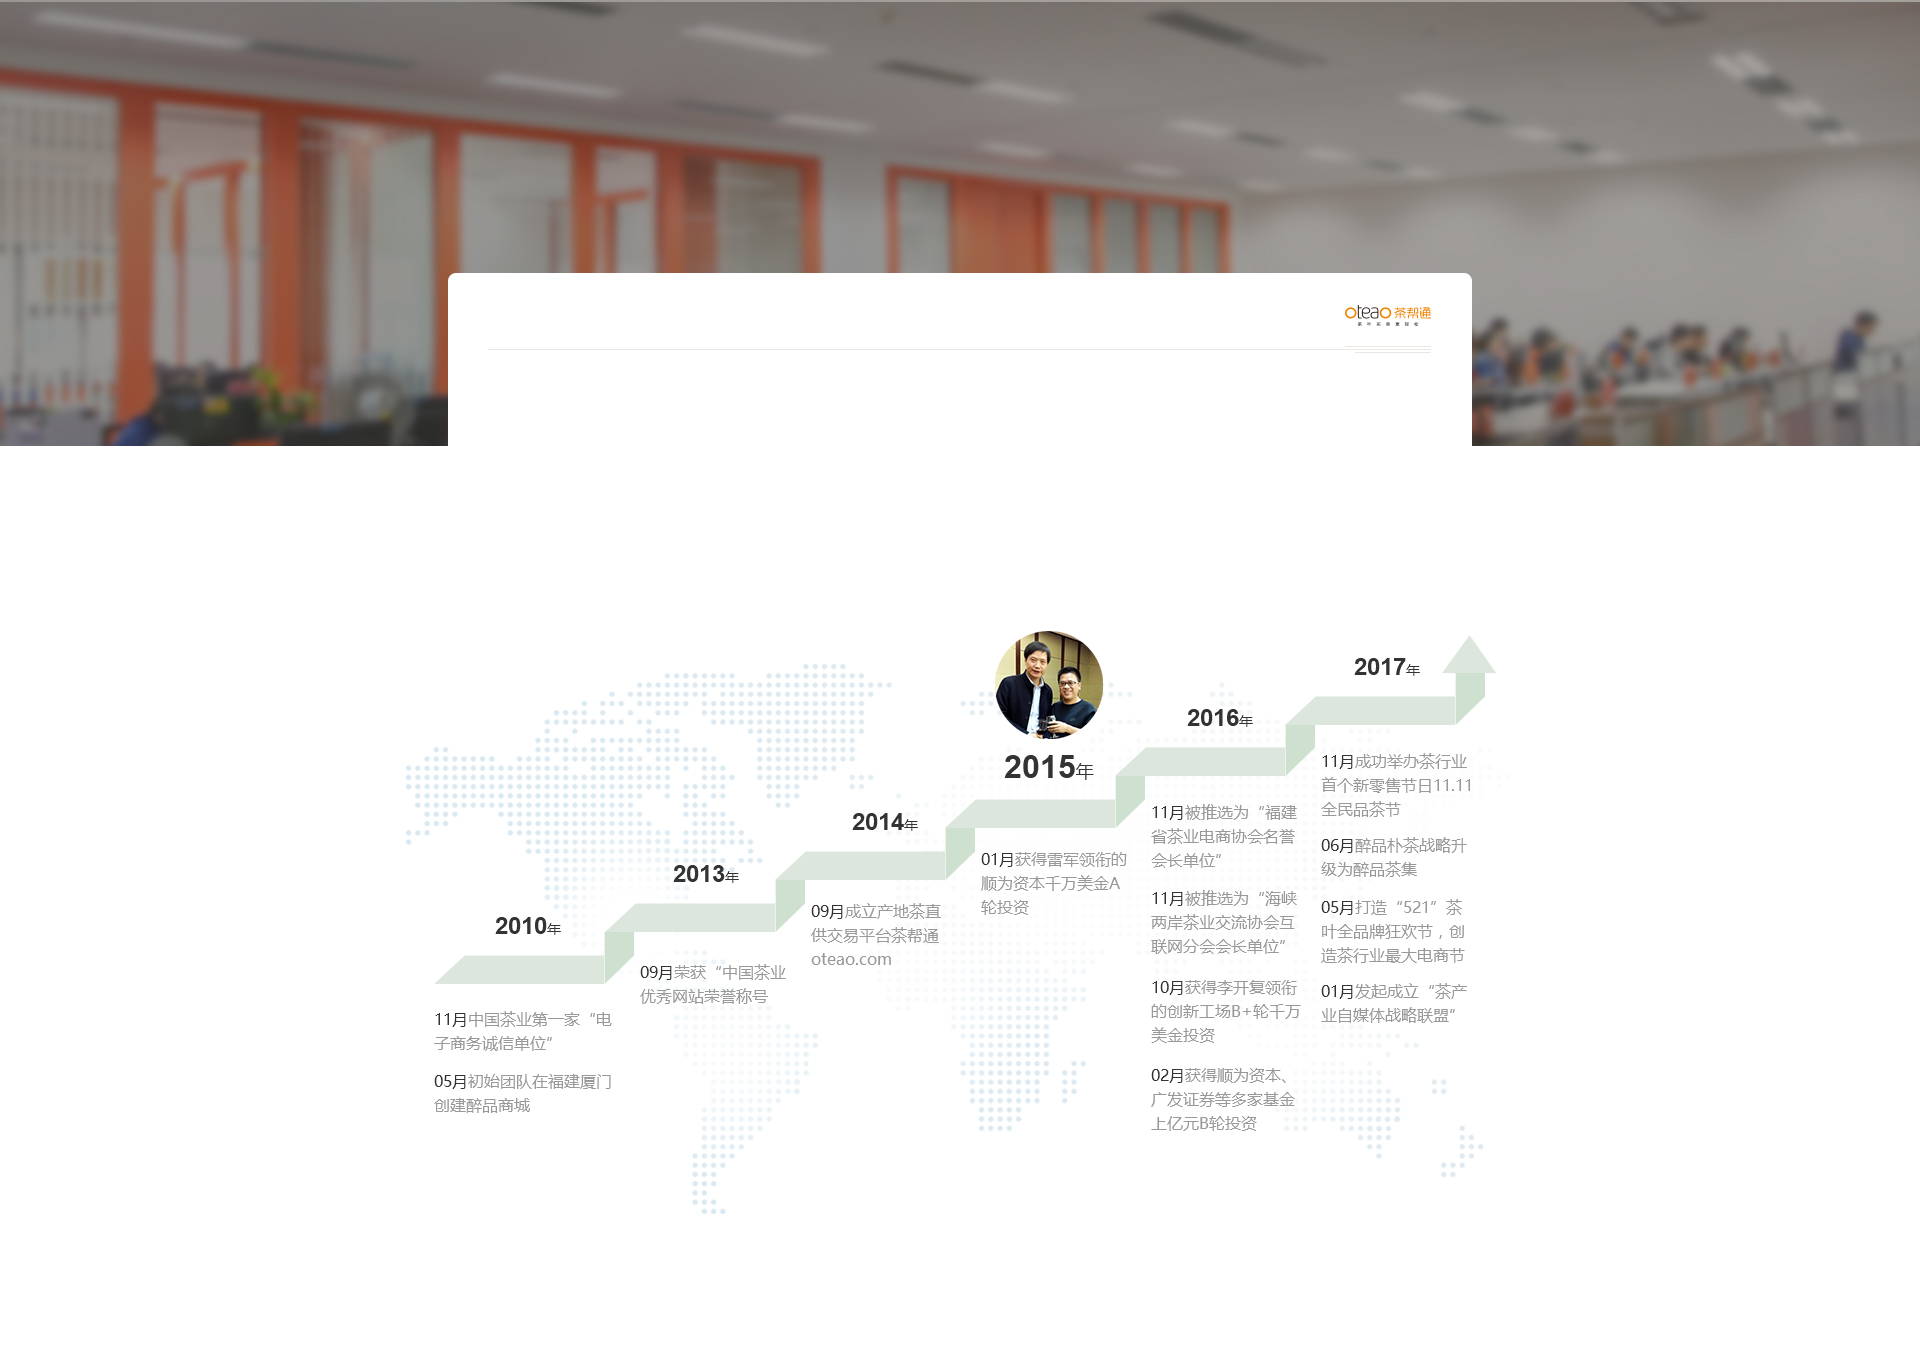 oteao 茶帮通
2010年
11月中国茶业第一家“电
子商务诚信单位”
05月初始团队在福建厦门
创建醉品商城
2013年
09月荣获“中国茶业
优秀网站荣誉称号
2014年
09月成立产地茶直
供交易平台茶帮通
oteao.com
2015年
01月获得雷军领衔的
顺为资本千万美金A
轮投资
2016年
11月被推选为“福建
省茶业电商协会名誉
会长单位”
11月被推选为“海峡
两岸茶业交流协会互
联网分会会长单位”
10月获得李开复领衔
的创新工场B+轮千万
美金投资
02月获得顺为资本、
广发证券等多家基金
上亿元B轮投资
2017年
11月成功举办茶行业
首个新零售节日11.11
全民品茶节
06月醉品朴茶战略升
级为醉品茶集
05月打造“521”茶
叶全品牌狂欢节，创
造茶行业最大电商节
01月发起成立“茶产
业自媒体战略联盟”